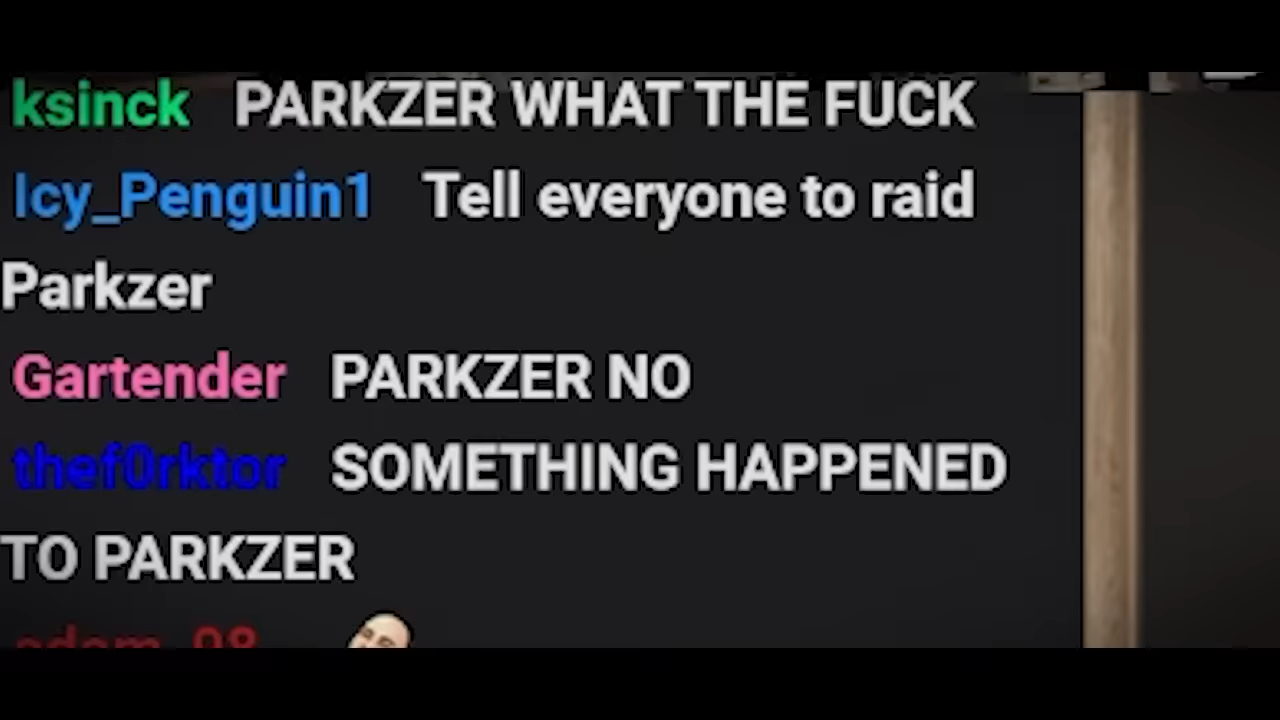 ksinck PARKZER WHAT THE FUCK
Icy_Penguin1 Tell everyone to raid
Parkzer
Gartender PARKZER NO
thef0rktor SOMETHING HAPPENED
TO PARKZER
adam_98